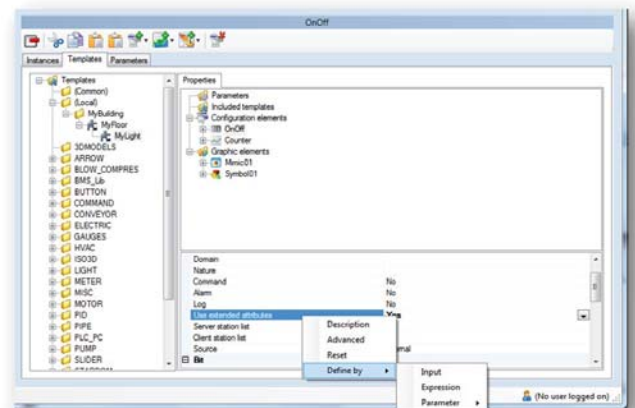 OnOff
Instances Templates Parameters
Templates
(Common)
(Local)
MyBuilding
MyFloor
MyLight
3DMODELS
ARROW
BLOW_COMPRES
BMS_Lib
BUTTON
COMMAND
CONVEYOR
ELECTRIC
GAUGES
HVAC
ISO3D
LIGHT
METER
MISC
MOTOR
PID
PIPE
PLC_PC
PUMP
SLIDER
Properties
Parameters
Included templates
Configuration elements
OnOff
Counter
Graphic elements
Mimic01
Symbol01
Domain
Nature
Command No
Alarm No
Log No
Use extended attributes Yes
Server station list
Client station list
Source
Bit
Description
Advanced
Reset
Define by
Input
Expression
Parameter
(No user logged on)